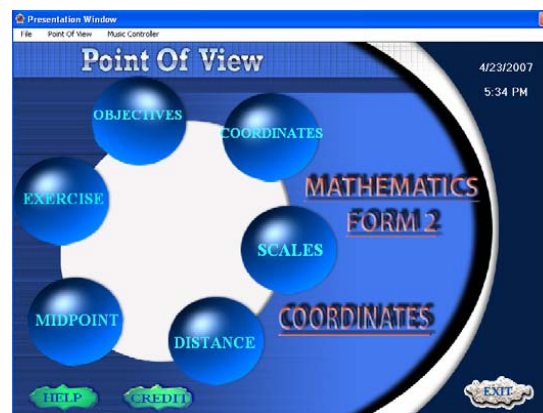 Presentation Window
File Point Of View Music Controller
Point Of View
4/23/2007
5:34 PM
OBJECTIVES
COORDINATES
EXERCISE
MATHEMATICS
FORM 2
SCALES
MIDPOINT
COORDINATES
DISTANCE
HELP
CREDIT
EXIT